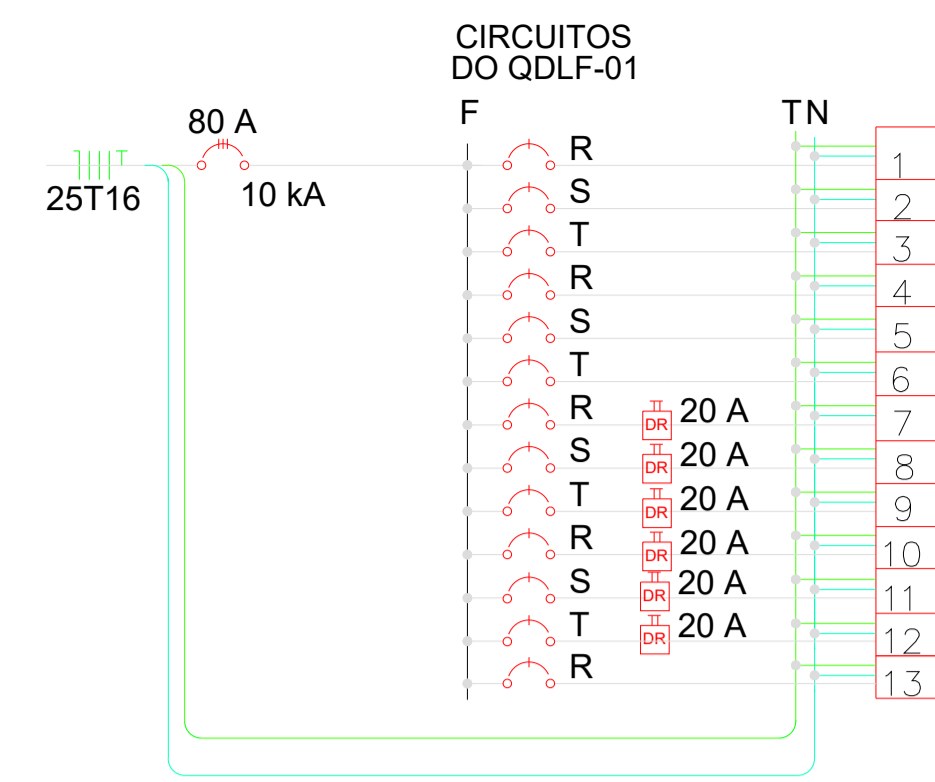 CIRCUITOS
DO QDLF-01
80 A
F
T N
25T16
10 kA
R
1
S
2
T
3
R
4
S
5
T
6
R DR 20 A
7
S DR 20 A
8
T DR 20 A
9
R DR 20 A
10
S DR 20 A
11
T DR 20 A
12
R
13